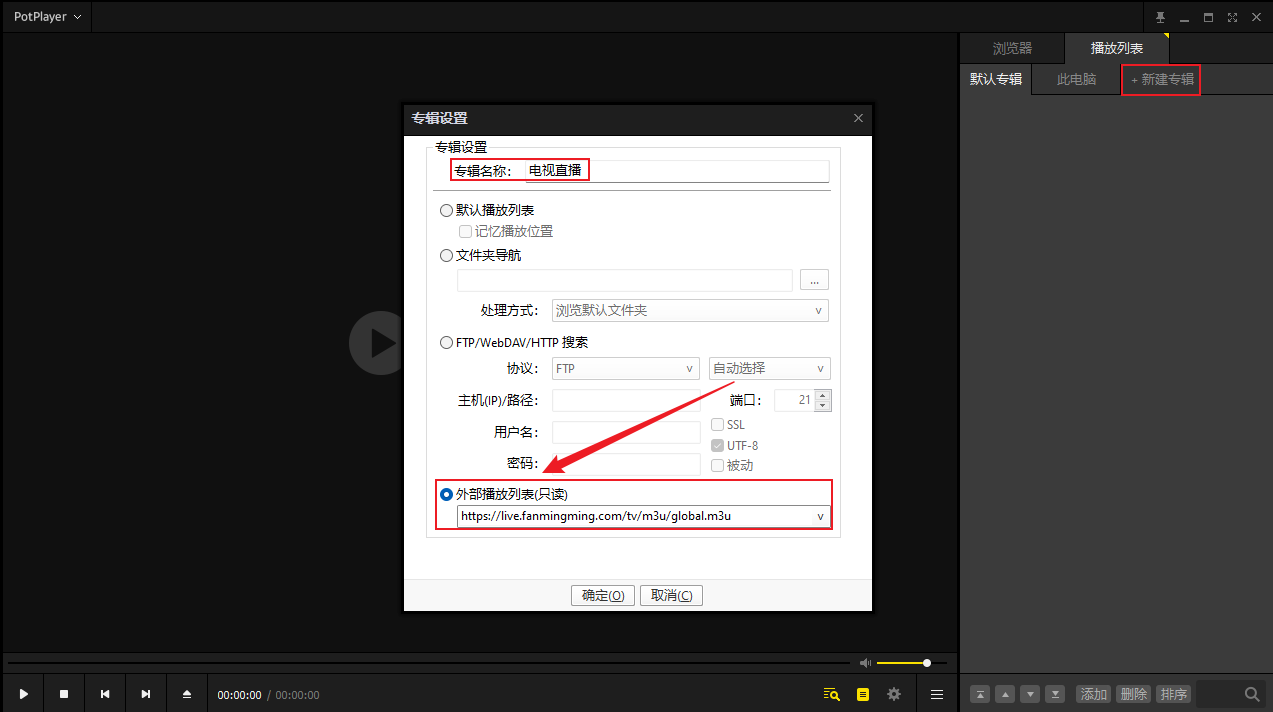 PotPlayer
浏览器
播放列表
默认专辑
此电脑
+ 新建专辑
专辑设置
专辑设置
专辑名称: 电视直播
默认播放列表
记忆播放位置
文件夹导航
...
处理方式: 浏览默认文件夹
FTP/WebDAV/HTTP 搜索
协议: FTP 自动选择
主机(IP)/路径: 端口: 21
用户名: SSL
UTF-8
密码: 被动
外部播放列表(只读)
https://live.fanmingming.com/tv/m3u/global.m3u
确定(O) 取消(C)
00:00:00 / 00:00:00
添加 删除 排序